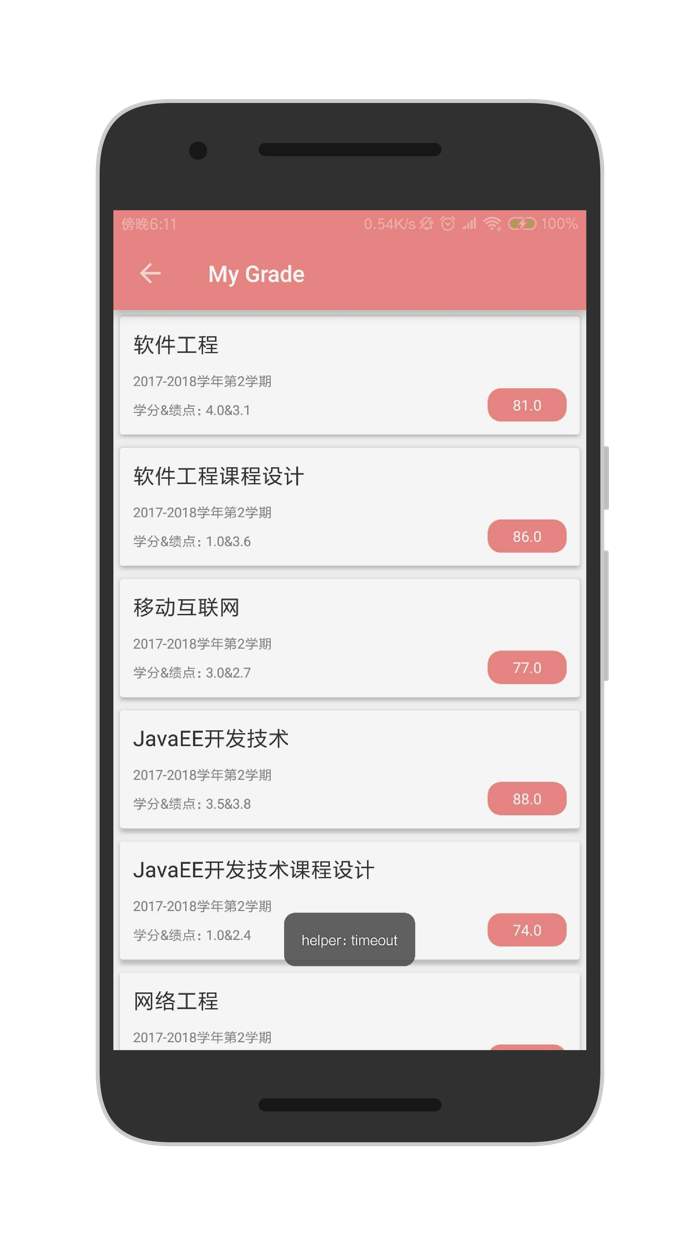 傍晚6:11 0.54K/s 100%
My Grade
软件工程
2017-2018学年第2学期
学分&绩点: 4.0&3.1
81.0
软件工程课程设计
2017-2018学年第2学期
学分&绩点: 1.0&3.6
86.0
移动互联网
2017-2018学年第2学期
学分&绩点: 3.0&2.7
77.0
JavaEE开发技术
2017-2018学年第2学期
学分&绩点: 3.5&3.8
88.0
JavaEE开发技术课程设计
2017-2018学年第2学期
学分&绩点: 1.0&2.4
74.0
helper: timeout
网络工程
2017-2018学年第2学期